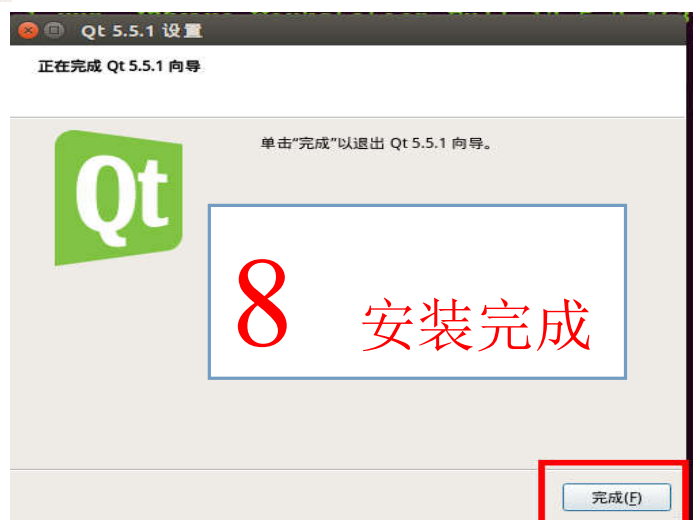 Qt 5.5.1 设置
正在完成 Qt 5.5.1 向导
单击“完成”以退出 Qt 5.5.1 向导。
Qt
8 安装完成
完成(F)